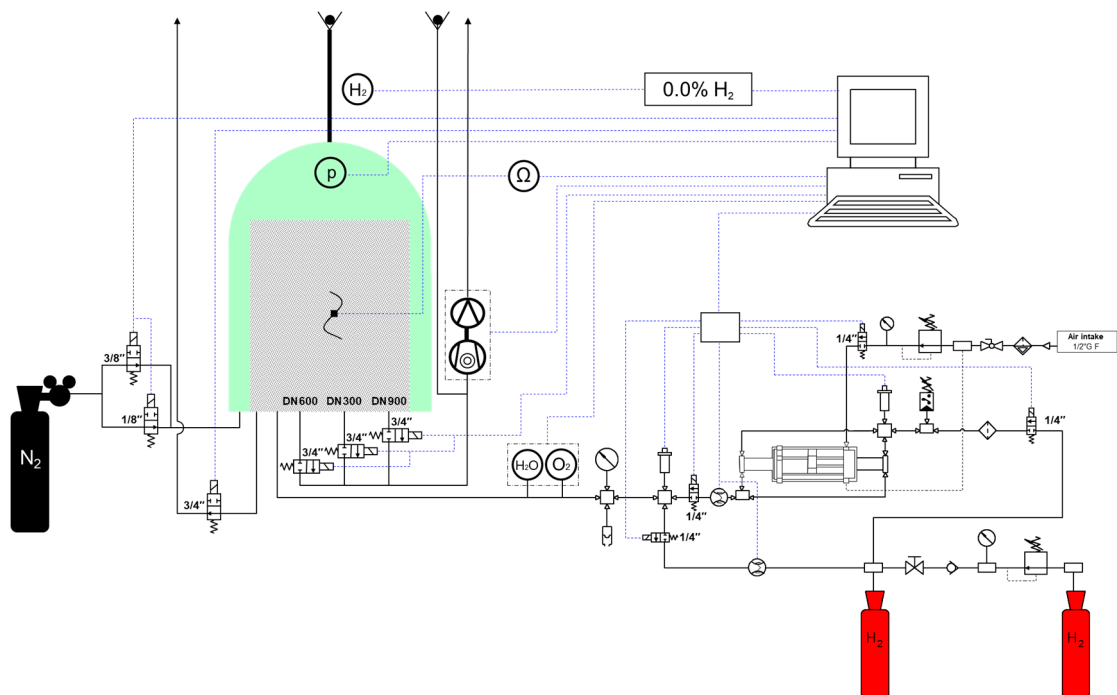 H2
0.0% H2
p
Ω
Air intake
1/2"G F
1/4″
3/8″
1/8″
N2
3/4″
DN600 DN300 DN900
3/4″
3/4″
3/4″
H2O
O2
1/4″
1/4″
1/4″
H2
H2